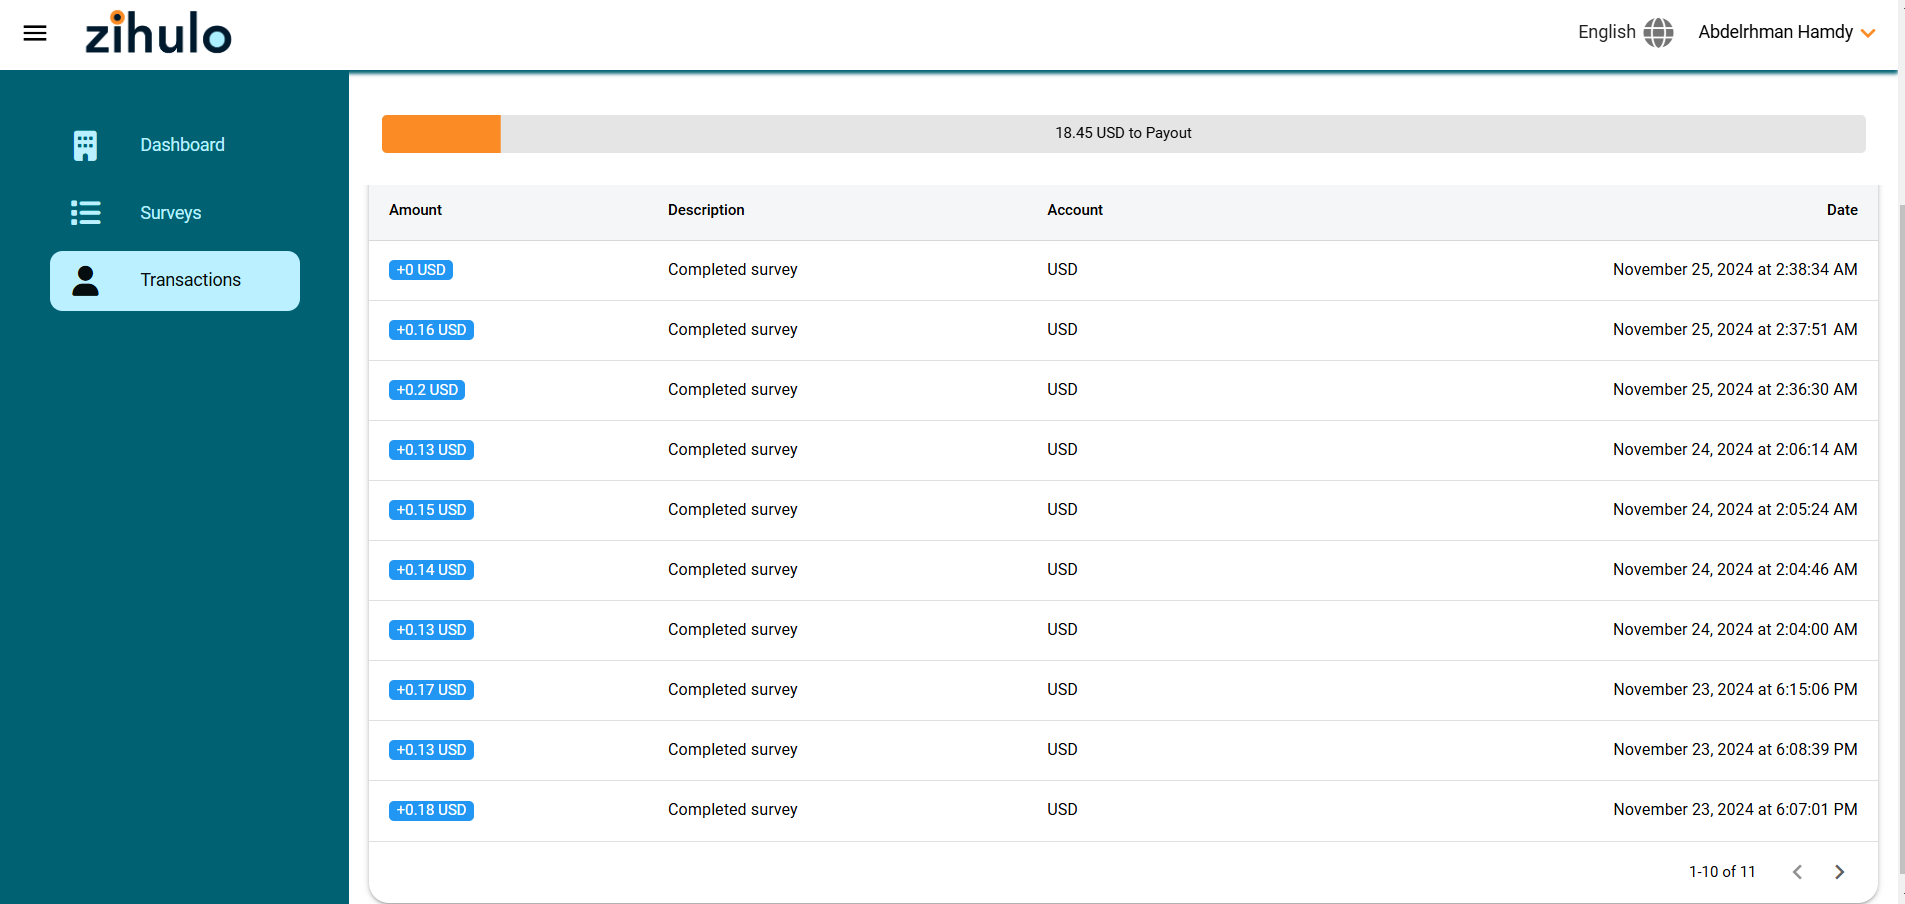 zihulo
English
Abdelrhman Hamdy
Dashboard
Surveys
Transactions
18.45 USD to Payout
Amount Description Account Date
+0 USD Completed survey USD November 25, 2024 at 2:38:34 AM
+0.16 USD Completed survey USD November 25, 2024 at 2:37:51 AM
+0.2 USD Completed survey USD November 25, 2024 at 2:36:30 AM
+0.13 USD Completed survey USD November 24, 2024 at 2:06:14 AM
+0.15 USD Completed survey USD November 24, 2024 at 2:05:24 AM
+0.14 USD Completed survey USD November 24, 2024 at 2:04:46 AM
+0.13 USD Completed survey USD November 24, 2024 at 2:04:00 AM
+0.17 USD Completed survey USD November 23, 2024 at 6:15:06 PM
+0.13 USD Completed survey USD November 23, 2024 at 6:08:39 PM
+0.18 USD Completed survey USD November 23, 2024 at 6:07:01 PM
1-10 of 11